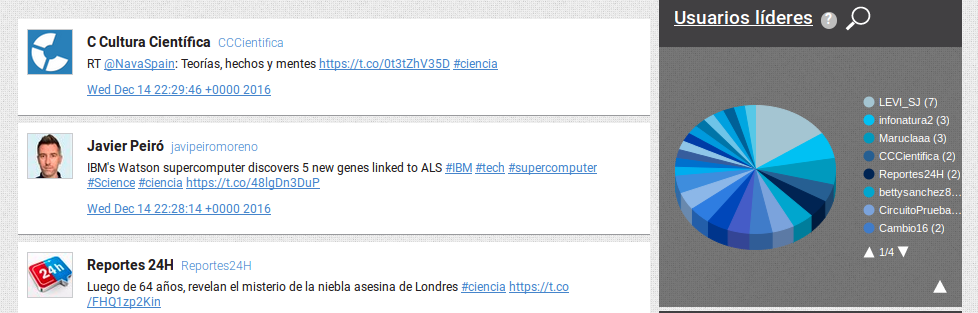 C Cultura Científica CCCientifica
RT @NavaSpain: Teorías, hechos y mentes https://t.co/0t3tZhV35D #ciencia
Wed Dec 14 22:29:46 +0000 2016
Javier Peiró javipeiromoreno
IBM's Watson supercomputer discovers 5 new genes linked to ALS #IBM #tech #supercomputer
#Science #ciencia https://t.co/48lgDn3DuP
Wed Dec 14 22:28:14 +0000 2016
24h
Reportes 24H Reportes24H
Luego de 64 años, revelan el misterio de la niebla asesina de Londres #ciencia https://t.co
/FHQ1zp2Kin
Usuarios líderes ?
LEVI_SJ (7)
infonatura2 (3)
Maruclaaa (3)
CCCientifica (2)
Reportes24H (2)
bettysanchez8...
CircuitoPrueba...
Cambio16 (2)
1/4